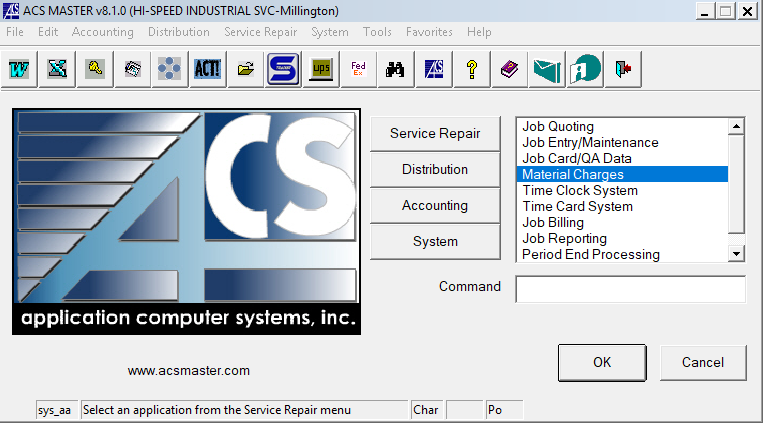 ACS MASTER v8.1.0 (HI-SPEED INDUSTRIAL SVC-Millington)
File Edit Accounting Distribution Service Repair System Tools Favorites Help
W X ACT! S TRAKER ups Fed Ex ACS ?
ACS
application computer systems, inc.
www.acsmaster.com
Service Repair
Distribution
Accounting
System
Job Quoting
Job Entry/Maintenance
Job Card/QA Data
Material Charges
Time Clock System
Time Card System
Job Billing
Job Reporting
Period End Processing
Command
OK Cancel
sys_aa Select an application from the Service Repair menu Char Po